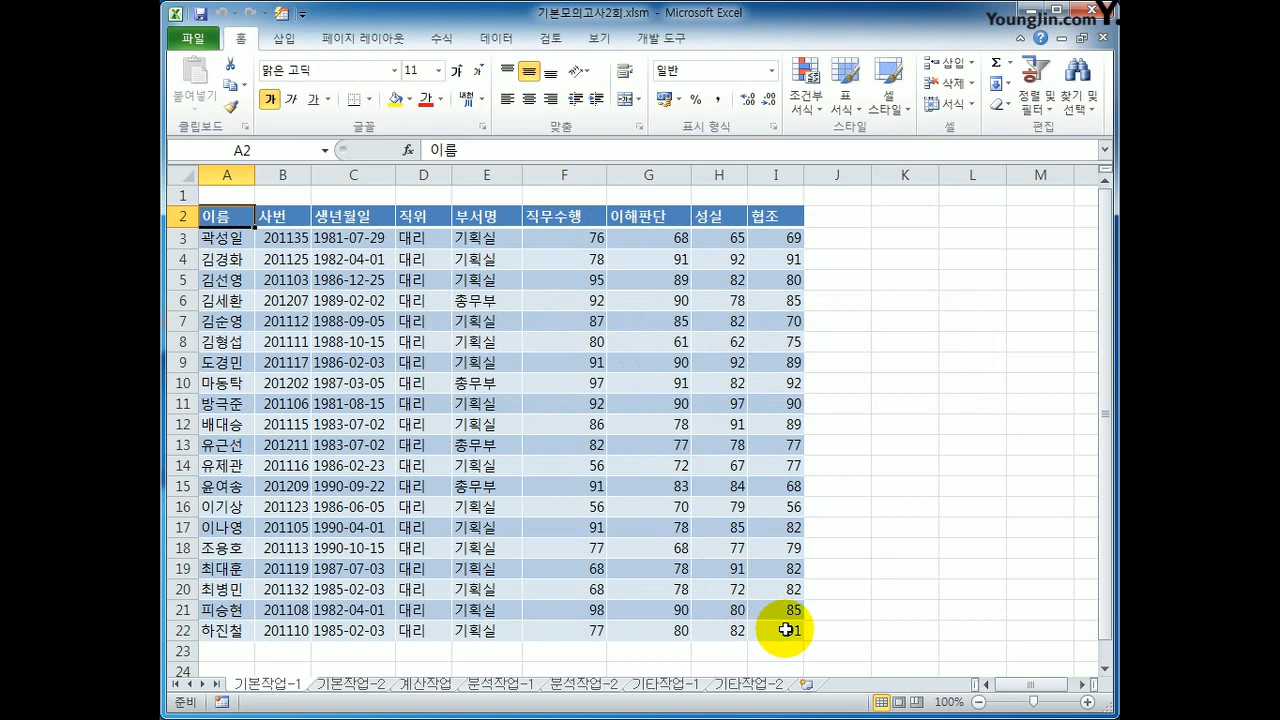 기본모의고사2회.xlsm - Microsoft Excel
YoungJin.com Y.
파일 홈 삽입 페이지 레이아웃 수식 데이터 검토 보기 개발 도구
붙여넣기
맑은 고딕 11
가 가 가 가 내천
일반
% ,
조건부 서식 표 서식 셀 스타일
삽입 삭제 서식
Σ
정렬 및 필터 찾기 및 선택
클립보드 글꼴 맞춤 표시 형식 스타일 셀 편집
A2 fx 이름
A B C D E F G H I J K L M
1
2 이름 사번 생년월일 직위 부서명 직무수행 이해판단 성실 협조
3 곽성일 201135 1981-07-29 대리 기획실 76 68 65 69
4 김경화 201125 1982-04-01 대리 기획실 78 91 92 91
5 김선영 201103 1986-12-25 대리 기획실 95 89 82 80
6 김세환 201207 1989-02-02 대리 총무부 92 90 78 85
7 김순영 201112 1988-09-05 대리 기획실 87 85 82 70
8 김형섭 201111 1988-10-15 대리 기획실 80 61 62 75
9 도경민 201117 1986-02-03 대리 기획실 91 90 92 89
10 마동탁 201202 1987-03-05 대리 총무부 97 91 82 92
11 방극준 201106 1981-08-15 대리 기획실 92 90 97 90
12 배대승 201115 1983-07-02 대리 기획실 86 78 91 89
13 유근선 201211 1983-07-02 대리 총무부 82 77 78 77
14 유제관 201116 1986-02-23 대리 기획실 56 72 67 77
15 윤여송 201209 1990-09-22 대리 총무부 91 83 84 68
16 이기상 201123 1986-06-05 대리 기획실 56 70 79 56
17 이나영 201105 1990-04-01 대리 기획실 91 78 85 82
18 조용호 201113 1990-10-15 대리 기획실 77 68 77 79
19 최대훈 201119 1987-07-03 대리 기획실 68 78 91 82
20 최병민 201132 1985-02-03 대리 기획실 68 78 72 82
21 피승현 201108 1982-04-01 대리 기획실 98 90 80 85
22 하진철 201110 1985-02-03 대리 기획실 77 80 82 91
23
24
기본작업-1 기본작업-2 계산작업 분석작업-1 분석작업-2 기타작업-1 기타작업-2
준비 100%